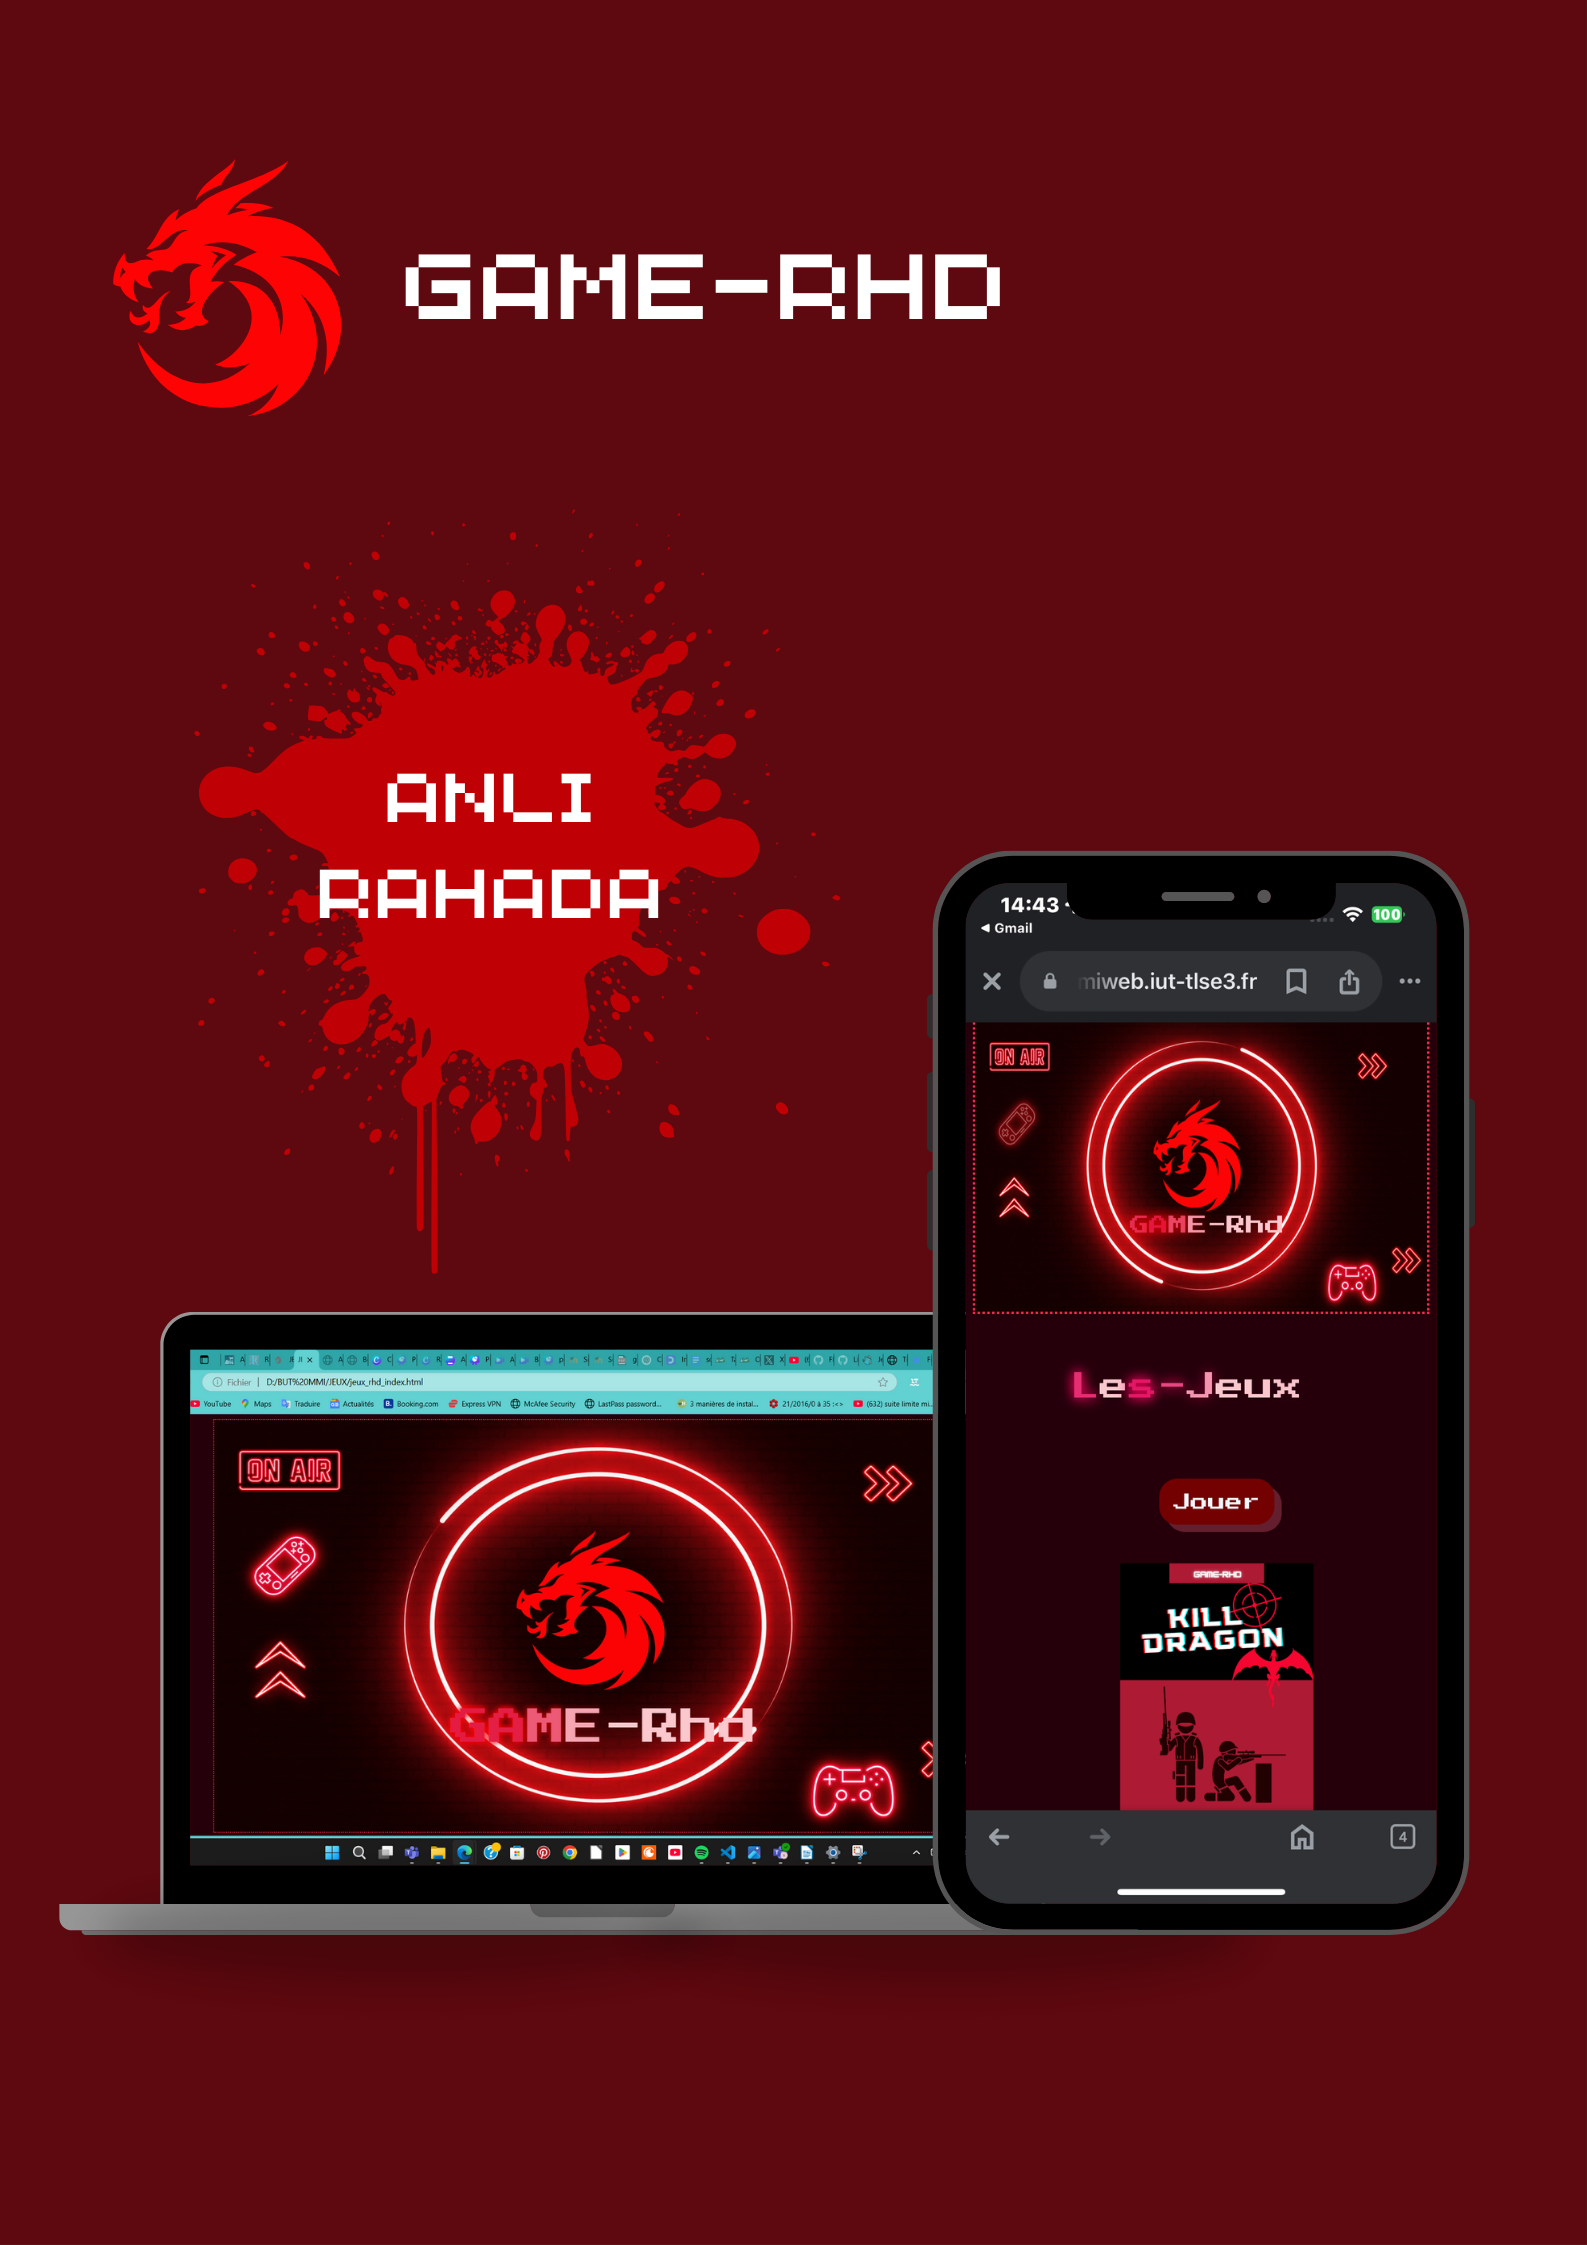 GAME-RHD
ANLI
RAHADA
14:43
◀ Gmail
100
miweb.iut-tlse3.fr
ON AIR
GAME-Rhd
Les-Jeux
Jouer
GAME-RHD
KILL
DRAGON
4
Fichier | D:/BUT%20MMI/JEUX/jeux_rhd_index.html
YouTube Maps Traduire Actualités Booking.com Express VPN McAfee Security LastPass password... 3 manières de instal... 21/2016/0 à 35 :<> (632) suite limite mi...
ON AIR
GAME-Rhd